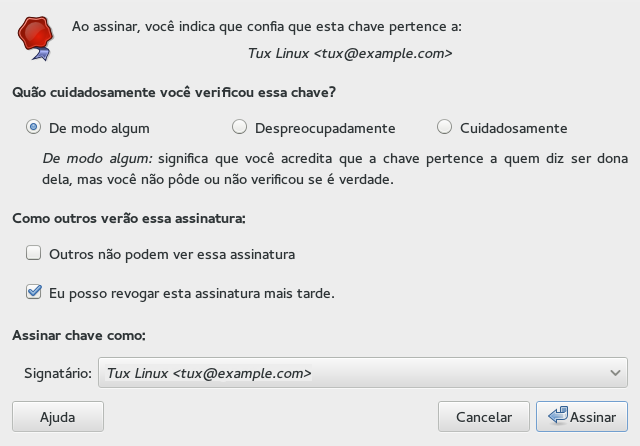 Ao assinar, você indica que confia que esta chave pertence a:
Tux Linux <tux@example.com>
Quão cuidadosamente você verificou essa chave?
De modo algum Despreocupadamente Cuidadosamente
De modo algum: significa que você acredita que a chave pertence a quem diz ser dona
dela, mas você não pôde ou não verificou se é verdade.
Como outros verão essa assinatura:
Outros não podem ver essa assinatura
Eu posso revogar esta assinatura mais tarde.
Assinar chave como:
Signatário: Tux Linux <tux@example.com>
Ajuda Cancelar Assinar